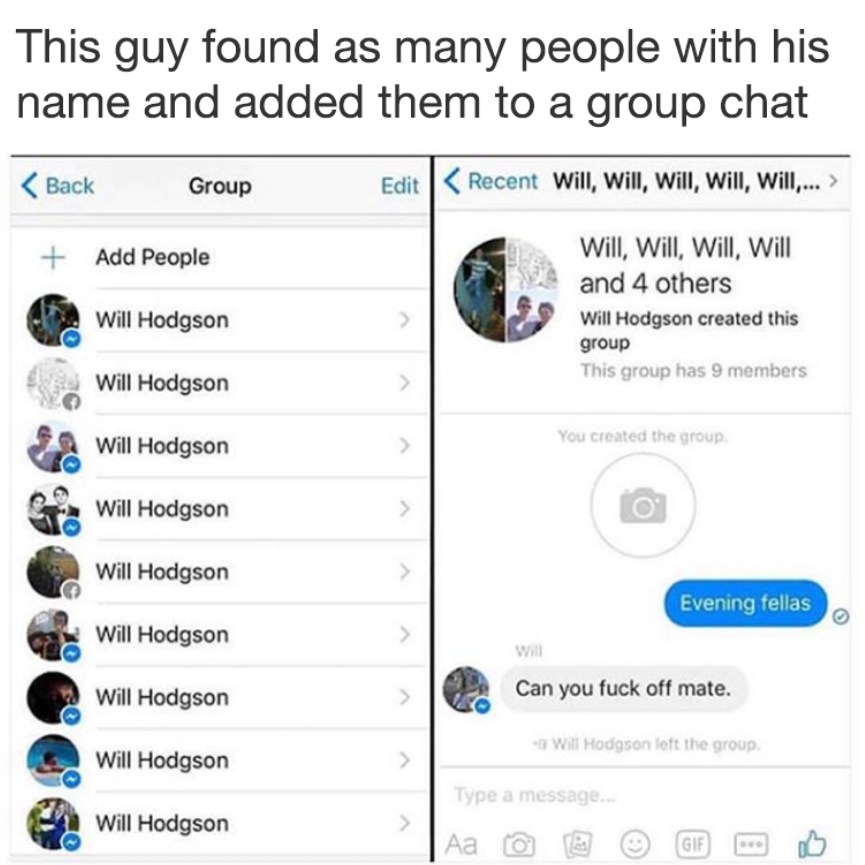 This guy found as many people with his
name and added them to a group chat
Back Group Edit
Add People
Will Hodgson
Will Hodgson
Will Hodgson
Will Hodgson
Will Hodgson
Will Hodgson
Will Hodgson
Will Hodgson
Will Hodgson
Recent Will, Will, Will, Will, Will,...
Will, Will, Will, Will
and 4 others
Will Hodgson created this
group
This group has 9 members
You created the group.
Evening fellas
Will
Can you fuck off mate.
Will Hodgson left the group.
Type a message...
Aa GIF